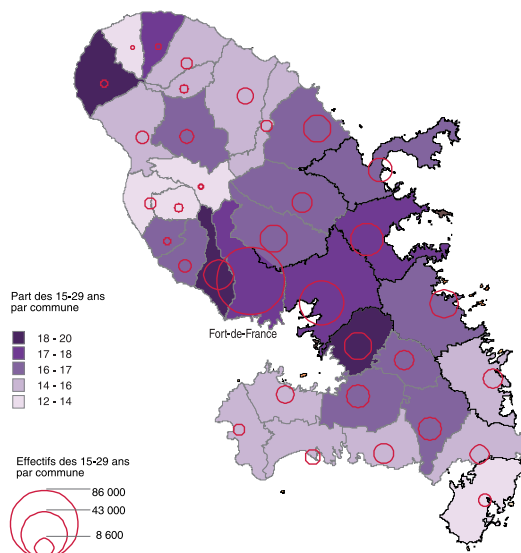 Fort-de-France
Part des 15-29 ans
par commune
18 - 20
17 - 18
16 - 17
14 - 16
12 - 14
Effectifs des 15-29 ans
par commune
86 000
43 000
8 600